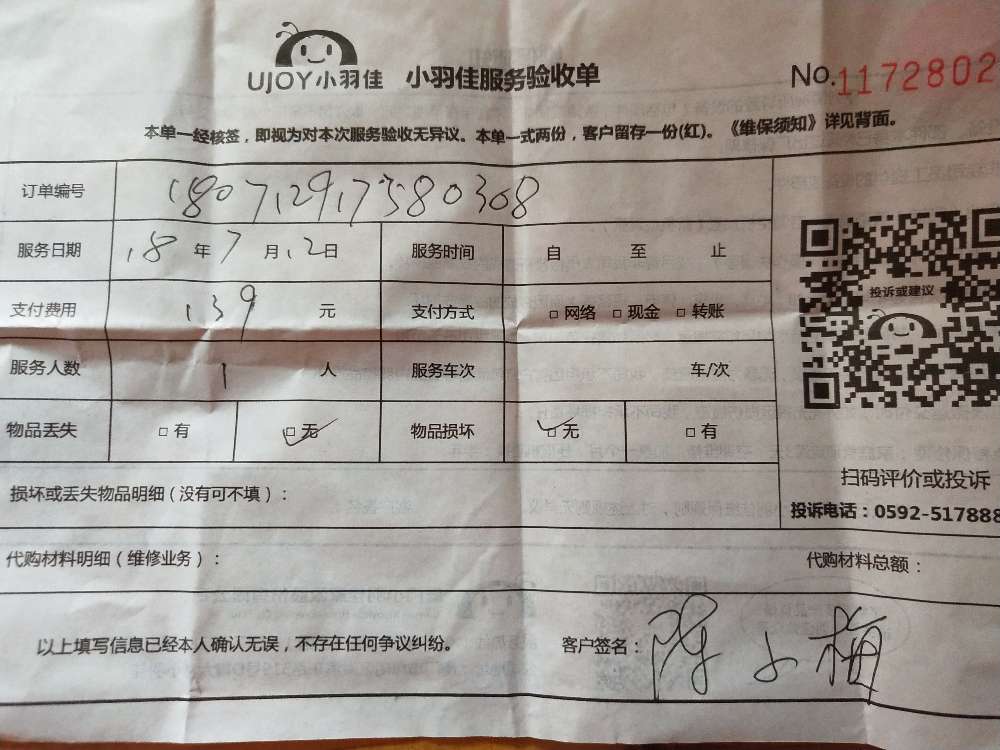 UJOY小羽佳 小羽佳服务验收单 No.1172802
本单一经核签，即视为对本次服务验收无异议。本单一式两份，客户留存一份(红)。《维保须知》详见背面。
订单编号 180712917380308
服务日期 18年7月12日 服务时间 自 至 止
支付费用 139 元 支付方式 □ 网络 □ 现金 □ 转账
投诉或建议
服务人数 1 人 服务车次 车/次
物品丢失 □ 有 □ 无 物品损坏 □ 无 □ 有
扫码评价或投诉
损坏或丢失物品明细（没有可不填）：
投诉电话：0592-517888
代购材料明细（维修业务）： 代购材料总额：
以上填写信息已经本人确认无误，不存在任何争议纠纷。 客户签名：陈小梅